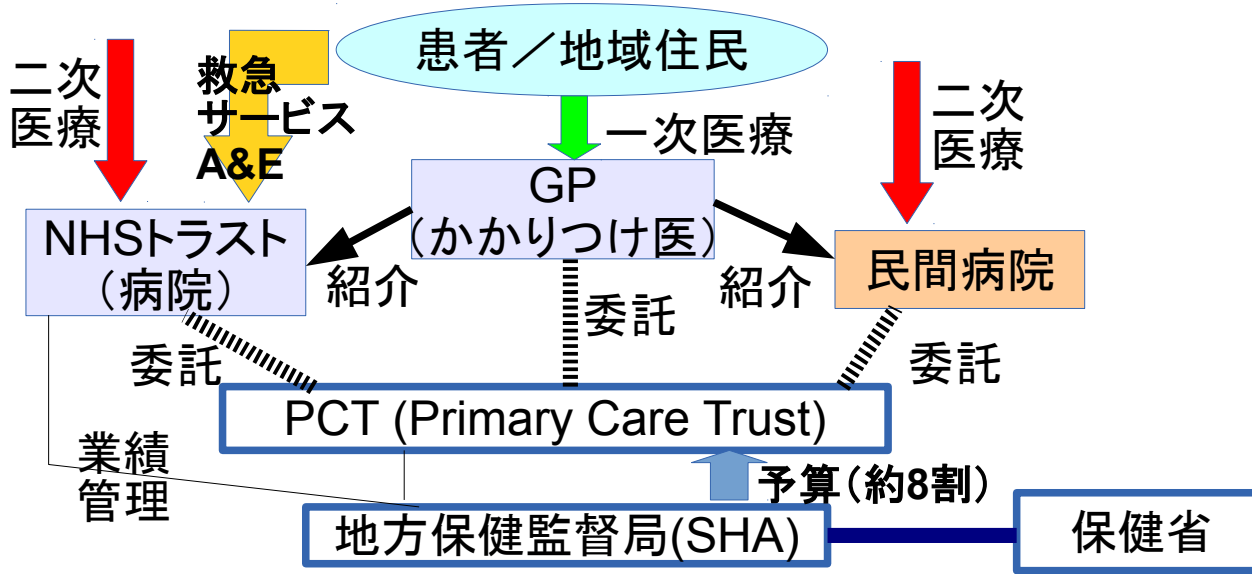 患者／地域住民
二次
医療
救急
サービス
A&E
一次医療
二次
医療
GP
（かかりつけ医）
NHSトラスト
（病院）
民間病院
紹介
紹介
委託
委託
委託
PCT (Primary Care Trust)
業績
管理
予算（約8割）
地方保健監督局(SHA)
保健省